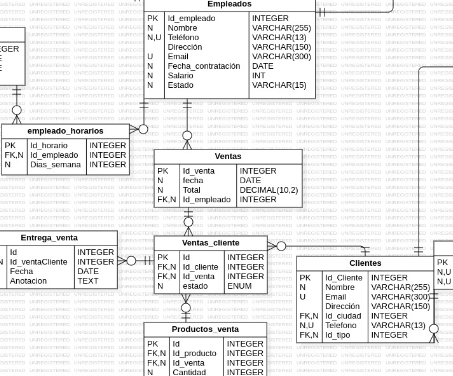 Empleados
PK Id_empleado INTEGER
N Nombre VARCHAR(255)
N,U Teléfono VARCHAR(13)
Dirección VARCHAR(150)
U Email VARCHAR(300)
N Fecha_contratación DATE
N Salario INT
N Estado VARCHAR(15)
empleado_horarios
PK Id_horario INTEGER
FK,N Id_empleado INTEGER
N Dias_semana INTEGER
Ventas
PK Id_venta INTEGER
N fecha DATE
N Total DECIMAL(10,2)
FK,N Id_empleado INTEGER
Entrega_venta
Id INTEGER
N Id_ventaCliente INTEGER
Fecha DATE
Anotacion TEXT
Ventas_cliente
PK Id INTEGER
FK,N Id_cliente INTEGER
FK,N Id_venta INTEGER
N estado ENUM
Clientes
PK Id_Cliente INTEGER
N Nombre VARCHAR(255)
U Email VARCHAR(300)
Dirección VARCHAR(150)
FK,N Id_ciudad INTEGER
N,U Telefono VARCHAR(13)
FK,N Id_tipo INTEGER
PK
N,U
N,U
Productos_venta
PK Id INTEGER
FK,N Id_producto INTEGER
FK,N Id_venta INTEGER
N Cantidad INTEGER